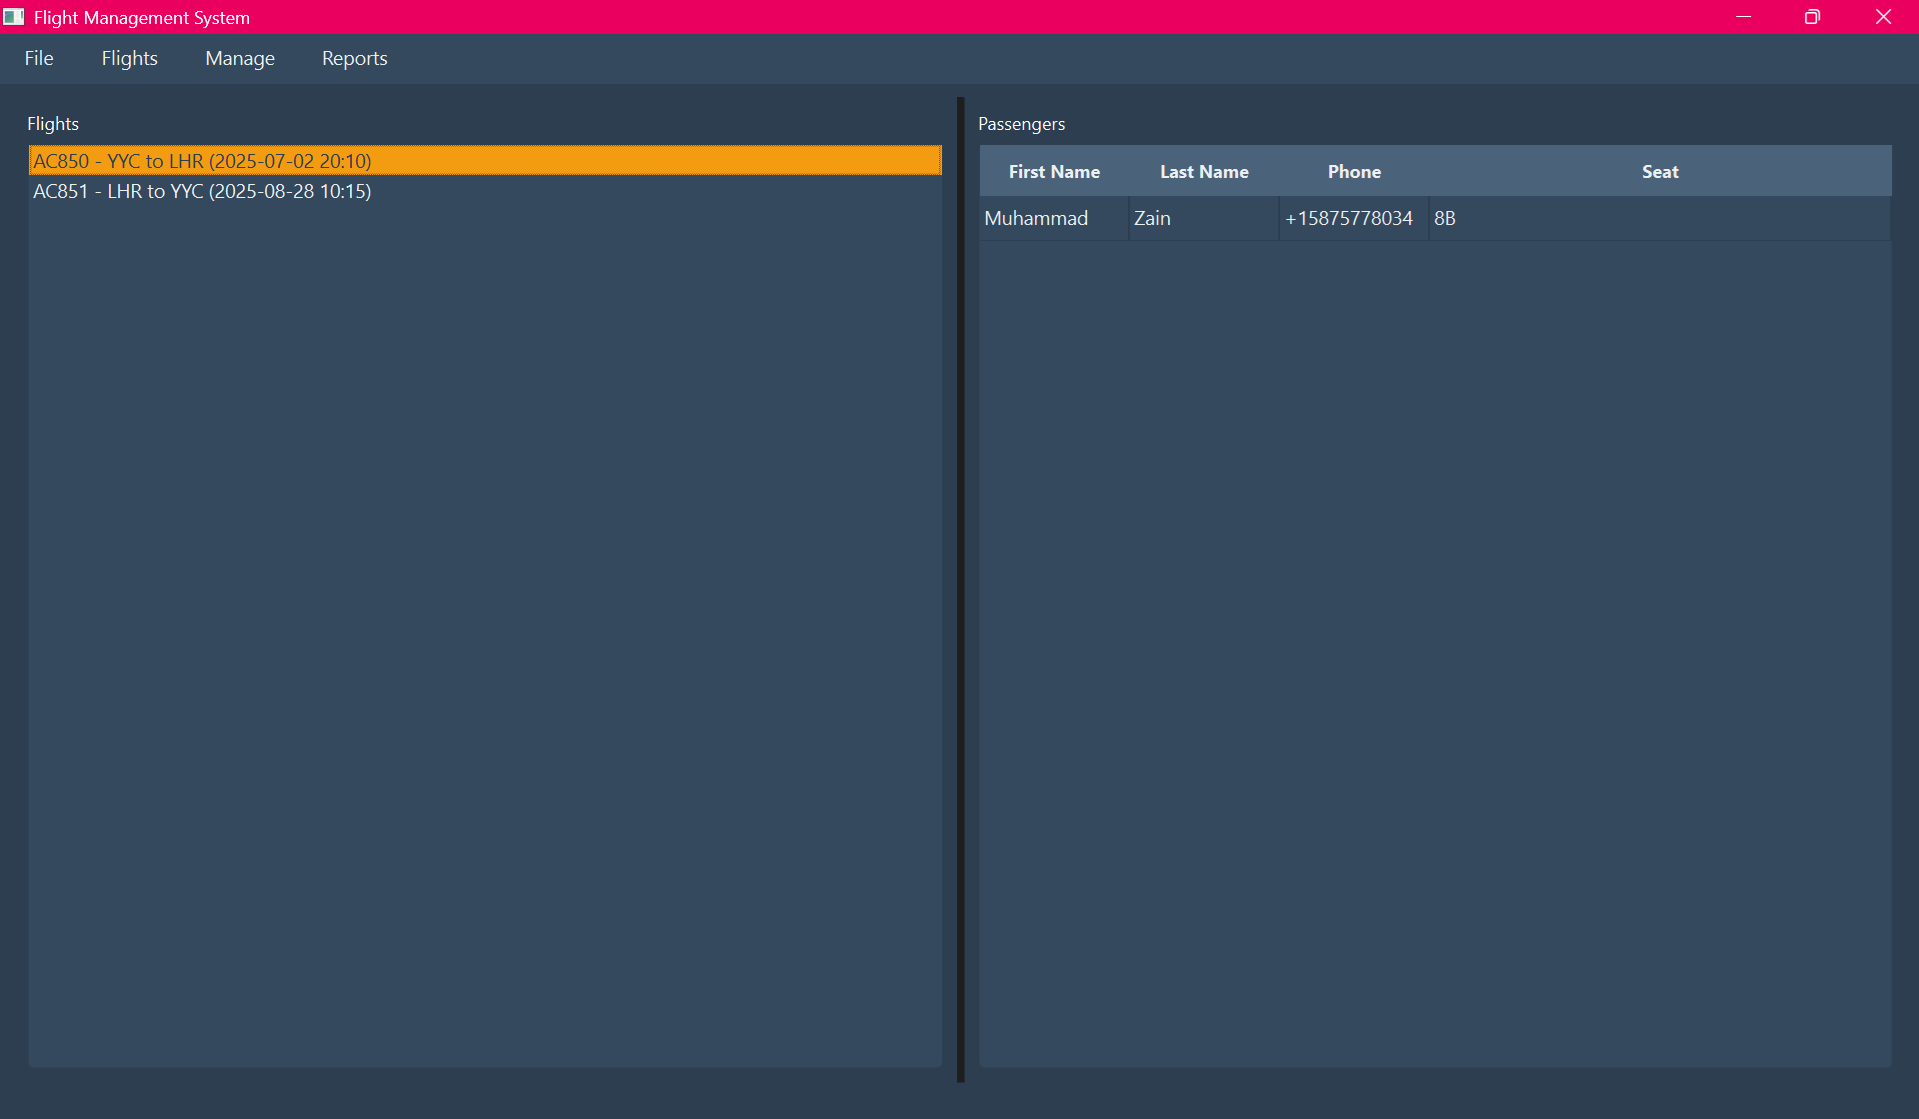 Flight Management System
File Flights Manage Reports
Flights
AC850 - YYC to LHR (2025-07-02 20:10)
AC851 - LHR to YYC (2025-08-28 10:15)
Passengers
First Name Last Name Phone Seat
Muhammad Zain +15875778034 8B